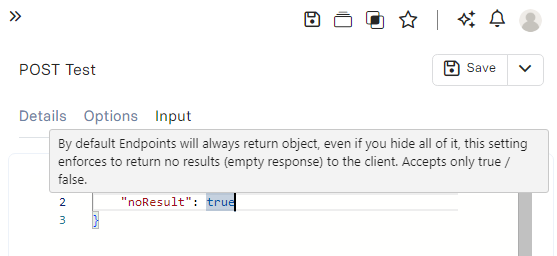 POST Test
Save
Details Options Input
By default Endpoints will always return object, even if you hide all of it, this setting
enforces to return no results (empty response) to the client. Accepts only true /
false.
2 "noResult": true
3 }